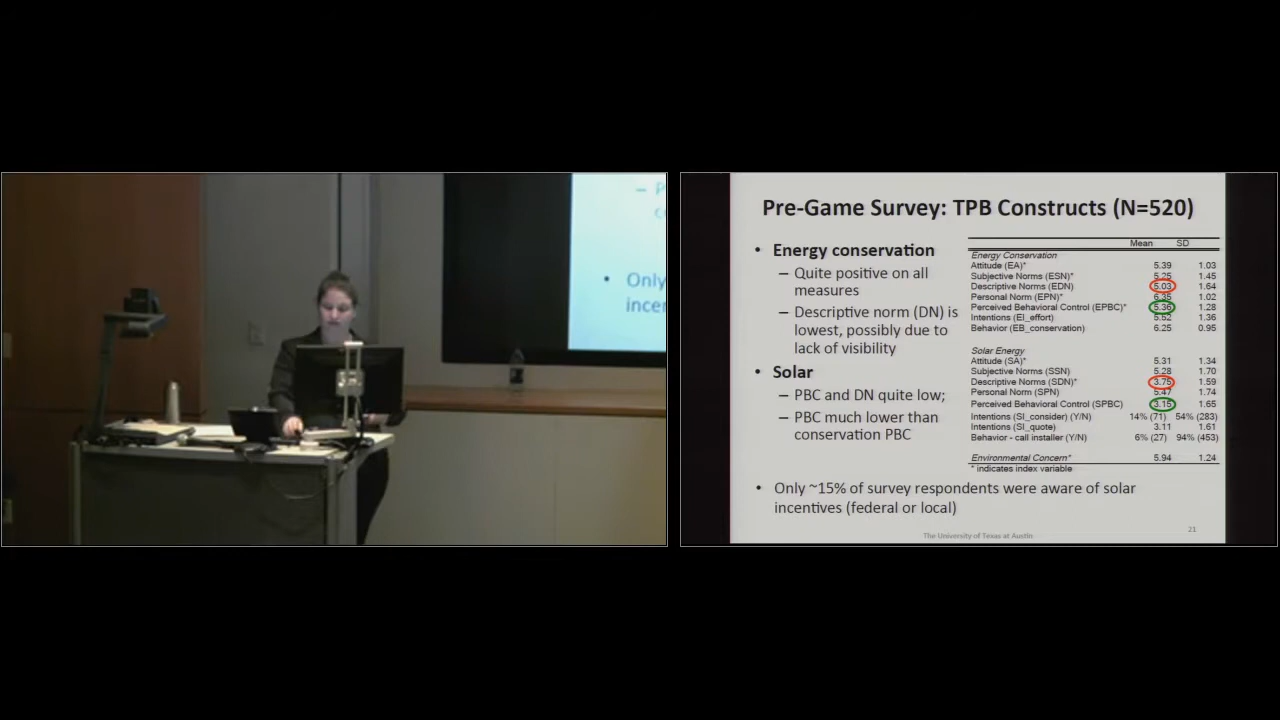 – P
Only
incen
Pre-Game Survey: TPB Constructs (N=520)
• Energy conservation
– Quite positive on all
measures
– Descriptive norm (DN) is
lowest, possibly due to
lack of visibility
• Solar
– PBC and DN quite low;
– PBC much lower than
conservation PBC
Mean SD
Energy Conservation
Attitude (EA)* 5.39 1.03
Subjective Norms (ESN)* 5.25 1.45
Descriptive Norms (EDN) 5.03 1.64
Personal Norm (EPN)* 6.35 1.02
Perceived Behavioral Control (EPBC)* 5.36 1.28
Intentions (EI_effort) 5.52 1.36
Behavior (EB_conservation) 6.25 0.95
Solar Energy
Attitude (SA)* 5.31 1.34
Subjective Norms (SSN) 5.28 1.70
Descriptive Norms (SDN)* 3.75 1.59
Personal Norm (SPN) 5.47 1.74
Perceived Behavioral Control (SPBC) 3.15 1.65
Intentions (SI_consider) (Y/N) 14% (71) 54% (283)
Intentions (SI_quote) 3.11 1.61
Behavior - call installer (Y/N) 6% (27) 94% (453)
Environmental Concern* 5.94 1.24
* indicates index variable
• Only ~15% of survey respondents were aware of solar
incentives (federal or local)
The University of Texas at Austin
21